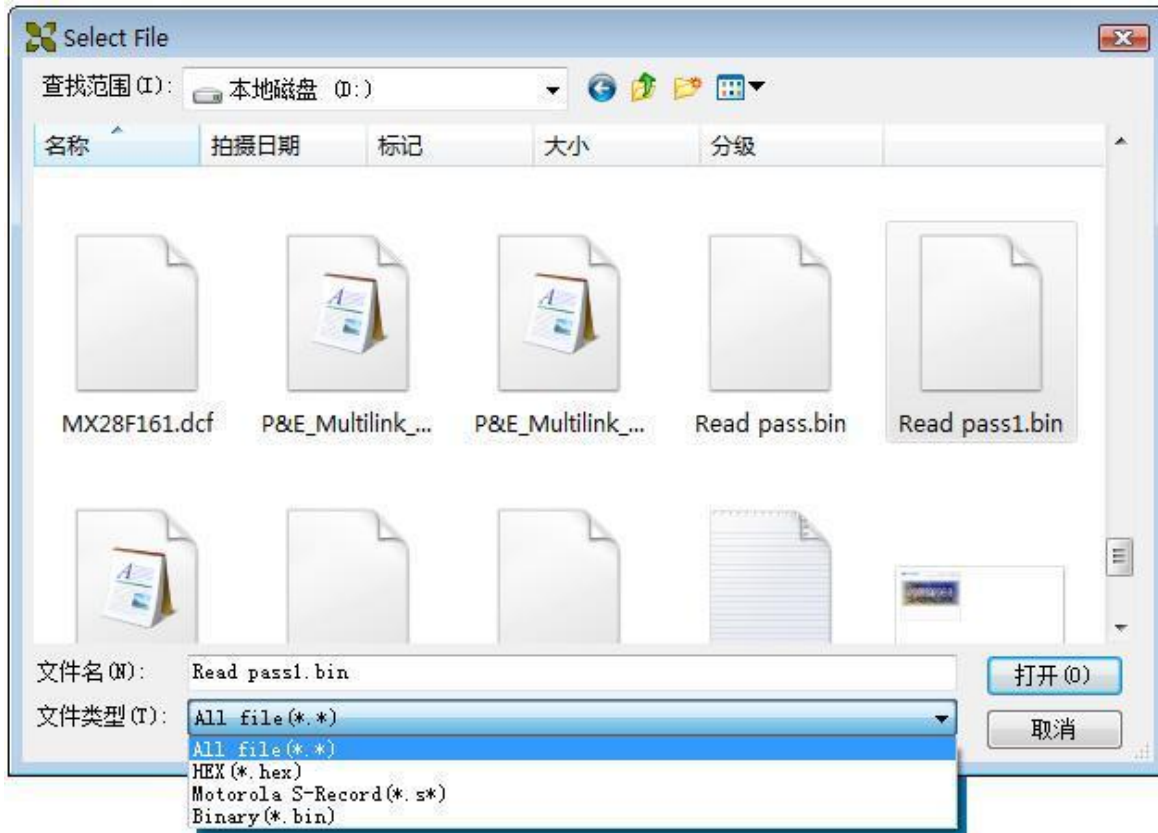 Select File
查找范围(I): 本地磁盘 (D:)
名称 拍摄日期 标记 大小 分级
MX28F161.dcf P&E_Multilink_... P&E_Multilink_... Read pass.bin Read pass1.bin
文件名(N): Read pass1.bin 打开(O)
文件类型(T): All file(*.*) 取消
All file(*.*)
HEX(*.hex)
Motorola S-Record(*.s*)
Binary(*.bin)